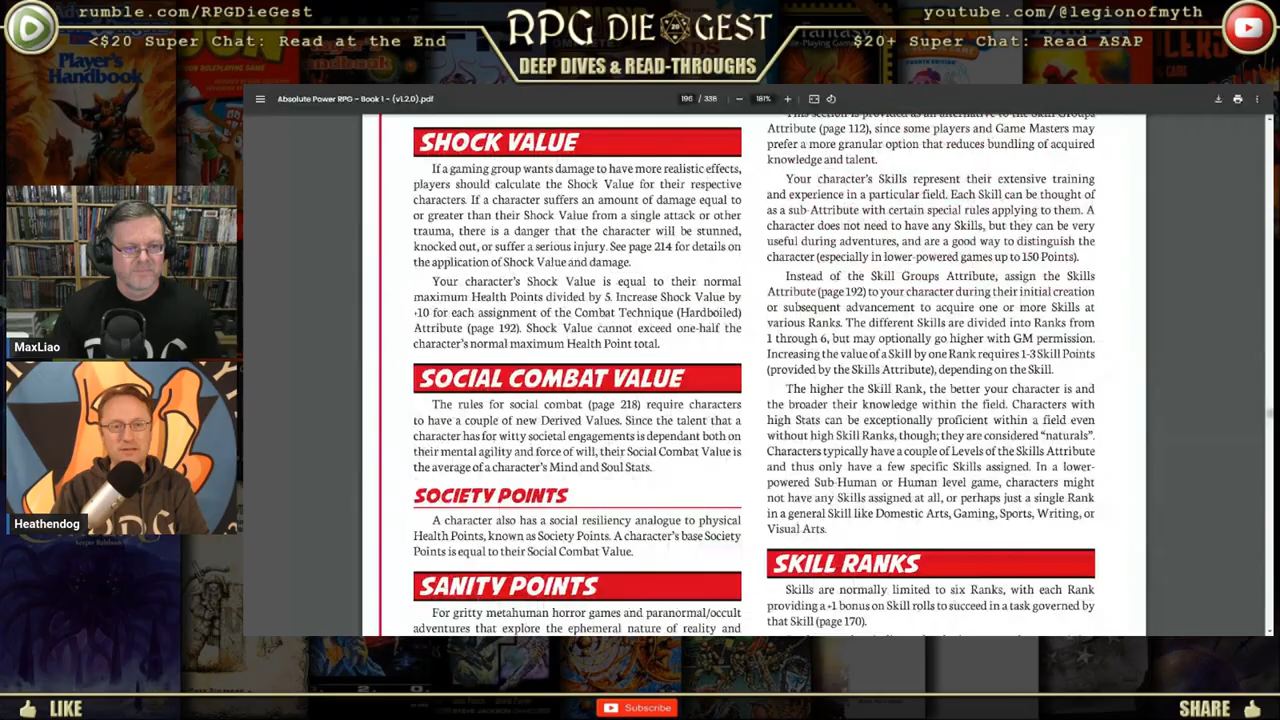 rumble.com/RPGDieGest
<$20 Super Chat: Read at the End
RPG DIE GEST
DEEP DIVES & READ-THROUGHS
youtube.com/@legionofmyth
$20+ Super Chat: Read ASAP
Player's
Handbook
Absolute Power RPG – Book 1 - (v1.2.0).pdf
196 / 338
181%
SHOCK VALUE
If a gaming group wants damage to have more realistic effects,
players should calculate the Shock Value for their respective
characters. If a character suffers an amount of damage equal to
or greater than their Shock Value from a single attack or other
trauma, there is a danger that the character will be stunned,
knocked out, or suffer a serious injury. See page 214 for details on
the application of Shock Value and damage.
Your character's Shock Value is equal to their normal
maximum Health Points divided by 5. Increase Shock Value by
+10 for each assignment of the Combat Technique (Hardboiled)
Attribute (page 192). Shock Value cannot exceed one-half the
character's normal maximum Health Point total.
SOCIAL COMBAT VALUE
The rules for social combat (page 218) require characters
to have a couple of new Derived Values. Since the talent that a
character has for witty societal engagements is dependant both on
their mental agility and force of will, their Social Combat Value is
the average of a character's Mind and Soul Stats.
SOCIETY POINTS
A character also has a social resiliency analogue to physical
Health Points, known as Society Points. A character's base Society
Points is equal to their Social Combat Value.
SANITY POINTS
For gritty metahuman horror games and paranormal/occult
adventures that explore the ephemeral nature of reality and
This section is provided as an alternative to the Skill Groups
Attribute (page 112), since some players and Game Masters may
prefer a more granular option that reduces bundling of acquired
knowledge and talent.
Your character's Skills represent their extensive training
and experience in a particular field. Each Skill can be thought of
as a sub-Attribute with certain special rules applying to them. A
character does not need to have any Skills, but they can be very
useful during adventures, and are a good way to distinguish the
character (especially in lower-powered games up to 150 Points).
Instead of the Skill Groups Attribute, assign the Skills
Attribute (page 192) to your character during their initial creation
or subsequent advancement to acquire one or more Skills at
various Ranks. The different Skills are divided into Ranks from
1 through 6, but may optionally go higher with GM permission.
Increasing the value of a Skill by one Rank requires 1-3 Skill Points
(provided by the Skills Attribute), depending on the Skill.
The higher the Skill Rank, the better your character is and
the broader their knowledge within the field. Characters with
high Stats can be exceptionally proficient within a field even
without high Skill Ranks, though; they are considered “naturals”.
Characters typically have a couple of Levels of the Skills Attribute
and thus only have a few specific Skills assigned. In a lower-
powered Sub-Human or Human level game, characters might
not have any Skills assigned at all, or perhaps just a single Rank
in a general Skill like Domestic Arts, Gaming, Sports, Writing, or
Visual Arts.
SKILL RANKS
Skills are normally limited to six Ranks, with each Rank
providing a +1 bonus on Skill rolls to succeed in a task governed by
that Skill (page 170).
MaxLiao
Heathendog
LIKE
Subscribe
SHARE